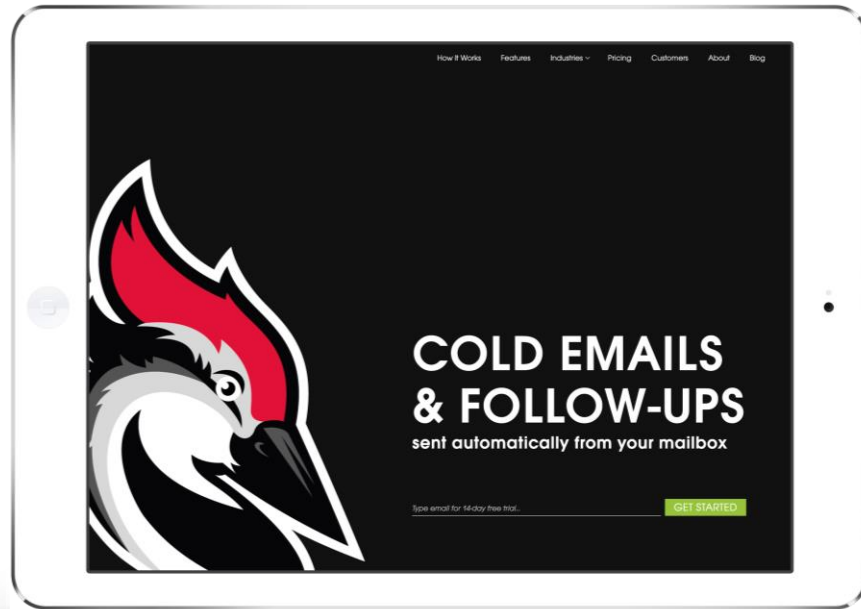 How It Works Features Industries Pricing Customers About Blog
COLD EMAILS
& FOLLOW-UPS
sent automatically from your mailbox
Type email for 14-day free trial... GET STARTED